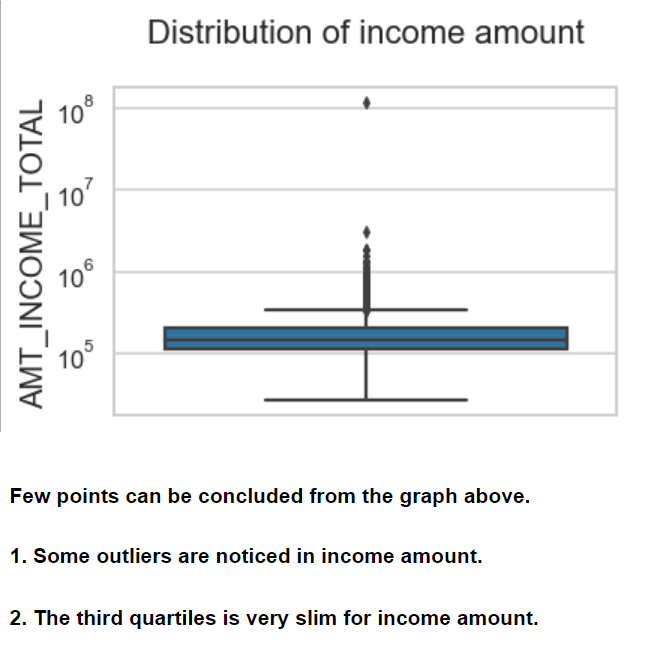 Distribution of income amount
AMT_INCOME_TOTAL
10^8
10^7
10^6
10^5
Few points can be concluded from the graph above.
1. Some outliers are noticed in income amount.
2. The third quartiles is very slim for income amount.